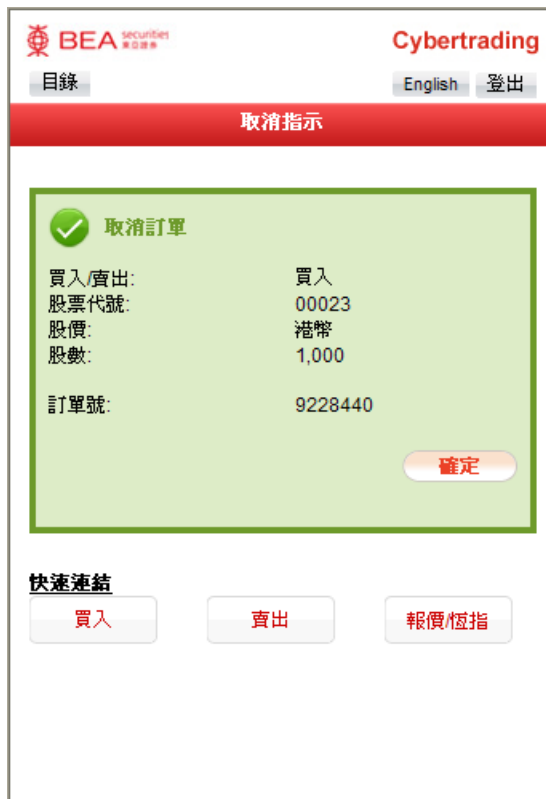 BEA securities 東亞證券
Cybertrading
目錄 English 登出
取消指示
取消訂單
買入/賣出: 買入
股票代號: 00023
股價: 港幣
股數: 1,000
訂單號: 9228440
確定
快速連結
買入 賣出 報價/恆指